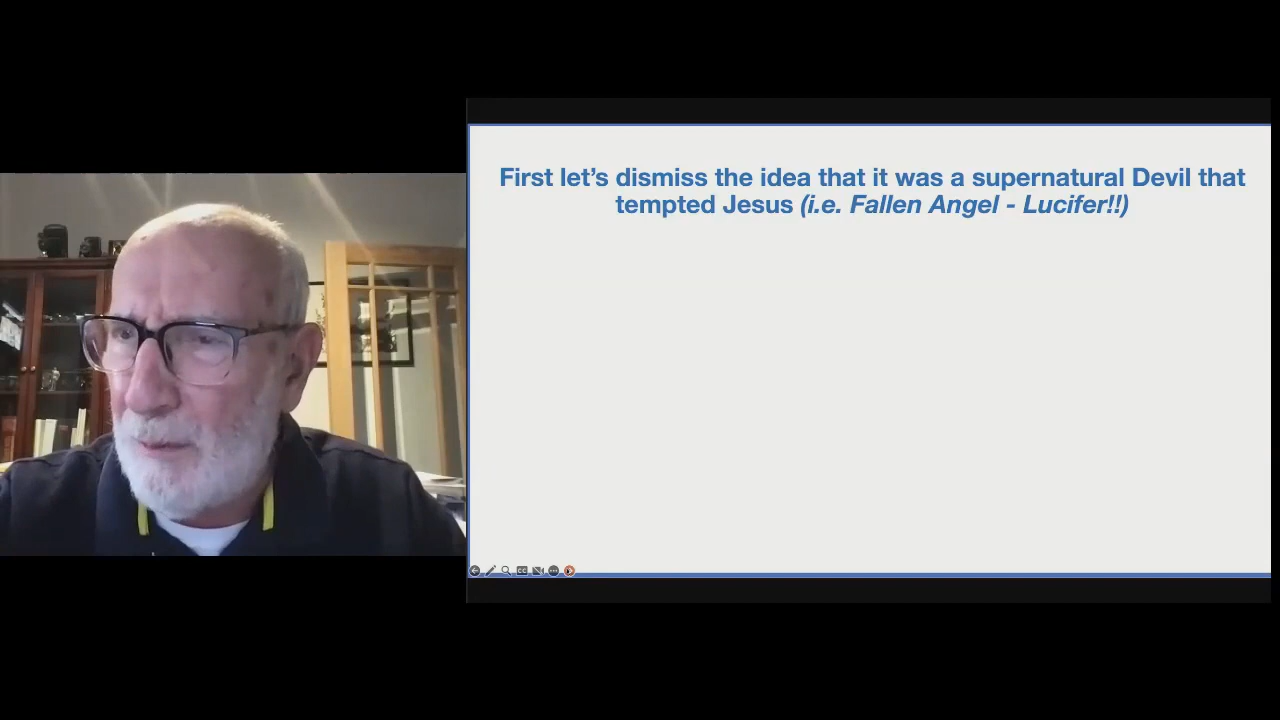 First let’s dismiss the idea that it was a supernatural Devil that
tempted Jesus (i.e. Fallen Angel - Lucifer!!)